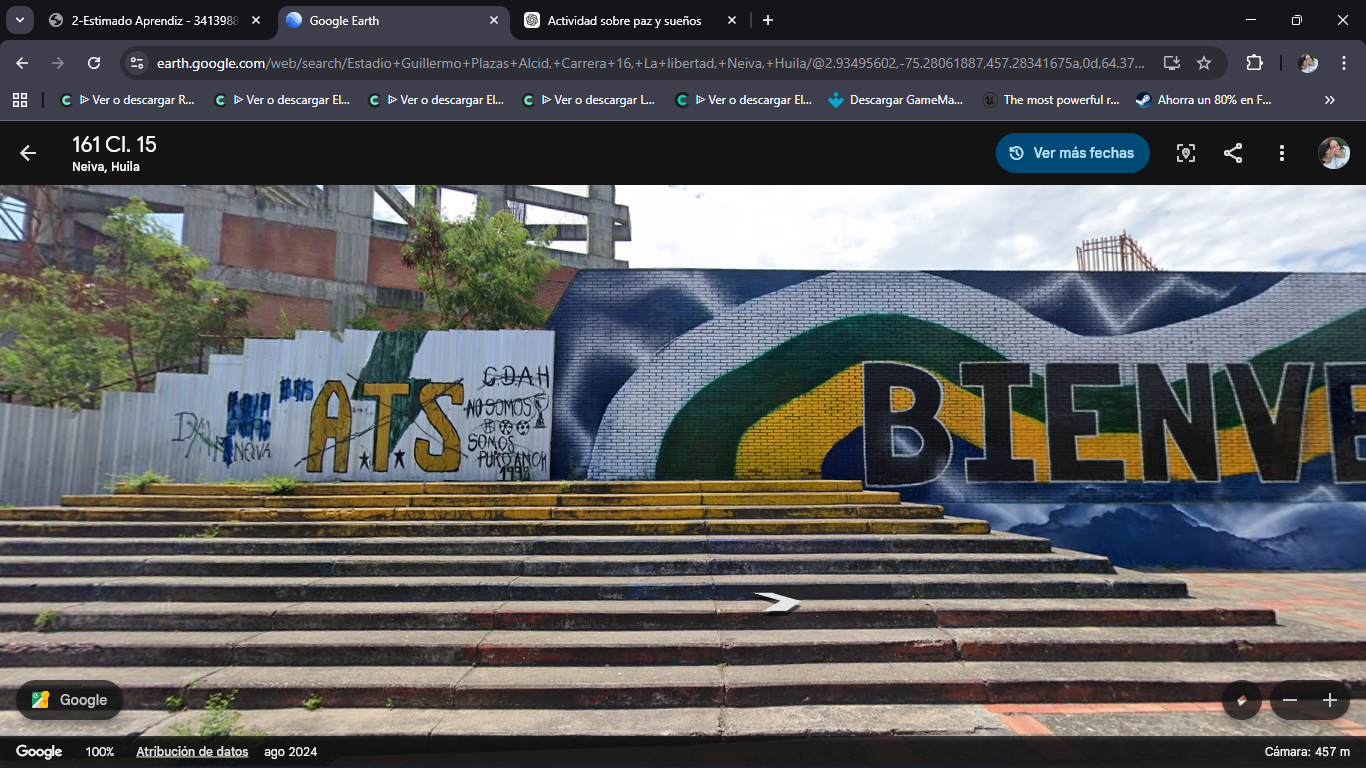 2-Estimado Aprendiz - 3413988
Google Earth
Actividad sobre paz y sueños
earth.google.com/web/search/Estadio+Guillermo+Plazas+Alcid,+Carrera+16,+La+libertad,+Neiva,+Huila/@2.93495602,-75.28061887,457.28341675a,0d,64.37...
Ver o descargar R...
Ver o descargar El...
Ver o descargar El...
Ver o descargar L...
Ver o descargar El...
Descargar GameMa...
The most powerful r...
Ahorra un 80% en F...
161 Cl. 15
Neiva, Huila
Ver más fechas
BIENVE
ATS
CDAH
NO SOMOS
SOMOS
PURO AMOR
Google
Google
100%
Atribución de datos
ago 2024
Cámara: 457 m